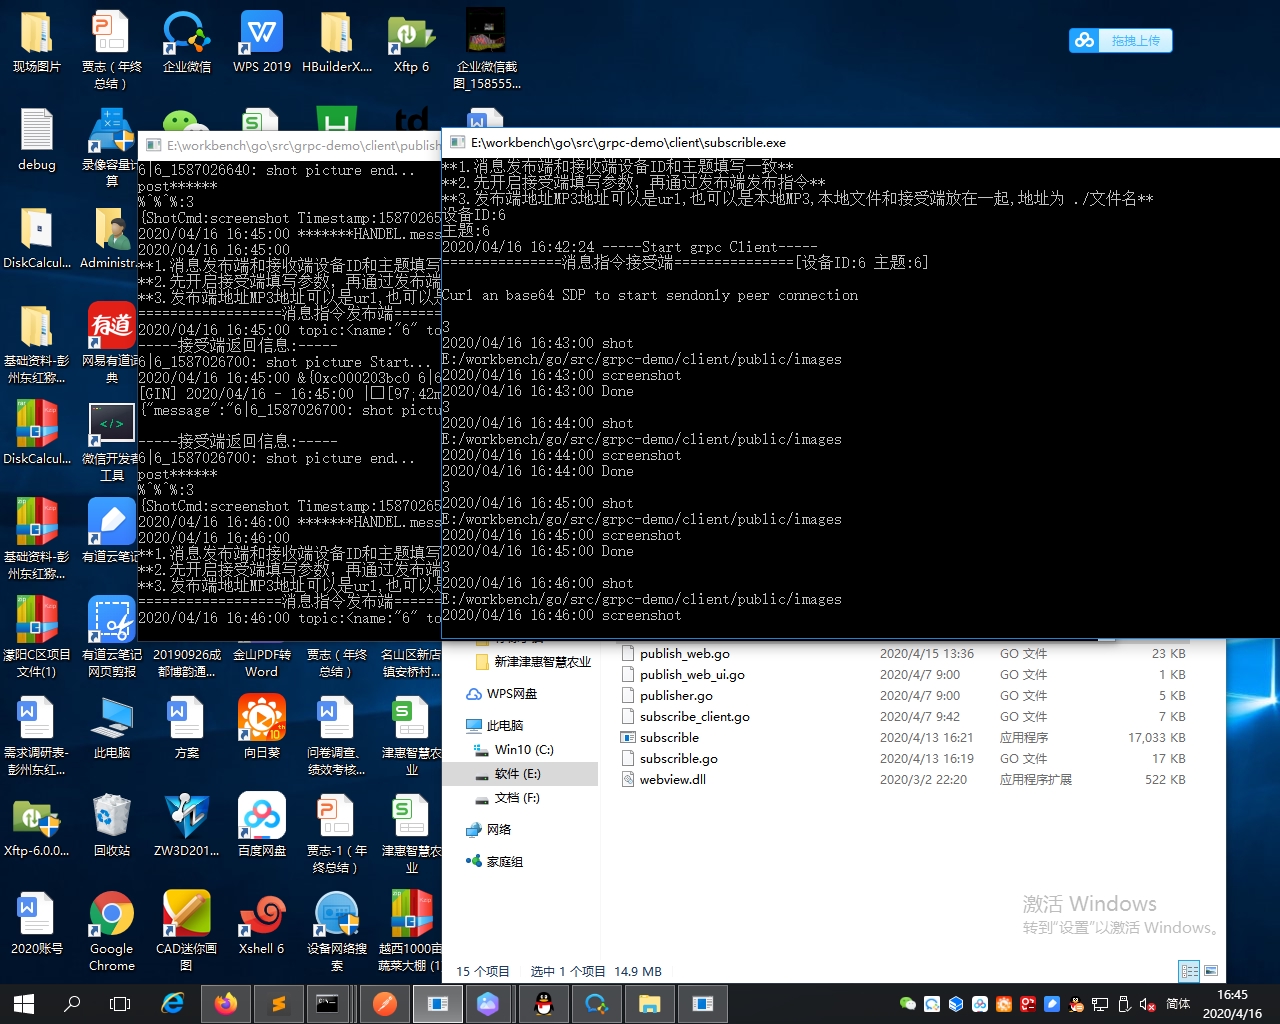 现场图片
贾志（年终总结）
企业微信
WPS 2019
HBuilderX....
Xftp 6
企业微信截图_158555...
拖拽上传
debug
录像容量计算
DiskCalcul...
Administr...
基础资料-彭州东红猕...
网易有道词典
DiskCalcul...
微信开发者工具
基础资料-彭州东红猕...
有道云笔记
濛阳C区项目文件(1)
有道云笔记网页剪报
20190926成都博韵通...
金山PDF转Word
贾志（年终总结）
名山区新店镇安桥村...
需求调研表-彭州东红...
此电脑
方案
向日葵
问卷调查、绩效考核...
津惠智慧农业
Xftp-6.0.0...
回收站
ZW3D201...
百度网盘
贾志-1（年终总结）
津惠智慧农业
2020账号
Google Chrome
CAD迷你画图
Xshell 6
设备网络搜索
越西1000亩蔬菜大棚 (1
E:\workbench\go\src\grpc-demo\client\publish
6|6_1587026640: shot picture end...
post******
%^%^%:3
{ShotCmd:screenshot Timestamp:15870265
2020/04/16 16:45:00 *******HANDEL.mess
2020/04/16 16:45:00
**1.消息发布端和接收端设备ID和主题填写
**2.先开启接受端填写参数，再通过发布端
**3.发布端地址MP3地址可以是url,也可以是
==================消息指令发布端======
2020/04/16 16:45:00 topic:<name:"6" to
-----接受端返回信息:-----
6|6_1587026700: shot picture Start...
2020/04/16 16:45:00 &{0xc000203bc0 6|6
[GIN] 2020/04/16 - 16:45:00 |□[97;42m
{"message":"6|6_1587026700: shot pictu
-----接受端返回信息:-----
6|6_1587026700: shot picture end...
post******
%^%^%:3
{ShotCmd:screenshot Timestamp:15870265
2020/04/16 16:46:00 *******HANDEL.mess
2020/04/16 16:46:00
**1.消息发布端和接收端设备ID和主题填写
**2.先开启接受端填写参数，再通过发布端
**3.发布端地址MP3地址可以是url,也可以是
==================消息指令发布端======
2020/04/16 16:46:00 topic:<name:"6" to
E:\workbench\go\src\grpc-demo\client\subscrible.exe
**1.消息发布端和接收端设备ID和主题填写一致**
**2.先开启接受端填写参数，再通过发布端发布指令**
**3.发布端地址MP3地址可以是url,也可以是本地MP3,本地文件和接受端放在一起,地址为 ./文件名**
设备ID:6
主题:6
2020/04/16 16:42:24 -----Start grpc Client-----
===============消息指令接受端===============[设备ID:6 主题:6]
Curl an base64 SDP to start sendonly peer connection
3
2020/04/16 16:43:00 shot
E:/workbench/go/src/grpc-demo/client/public/images
2020/04/16 16:43:00 screenshot
2020/04/16 16:43:00 Done
3
2020/04/16 16:44:00 shot
E:/workbench/go/src/grpc-demo/client/public/images
2020/04/16 16:44:00 screenshot
2020/04/16 16:44:00 Done
3
2020/04/16 16:45:00 shot
E:/workbench/go/src/grpc-demo/client/public/images
2020/04/16 16:45:00 screenshot
2020/04/16 16:45:00 Done
3
2020/04/16 16:46:00 shot
E:/workbench/go/src/grpc-demo/client/public/images
2020/04/16 16:46:00 screenshot
新津津惠智慧农业
WPS网盘
此电脑
Win10 (C:)
软件 (E:)
文档 (F:)
网络
家庭组
publish_web.go 2020/4/15 13:36 GO 文件 23 KB
publish_web_ui.go 2020/4/7 9:00 GO 文件 1 KB
publisher.go 2020/4/7 9:00 GO 文件 5 KB
subscribe_client.go 2020/4/7 9:42 GO 文件 7 KB
subscrible 2020/4/13 16:21 应用程序 17,033 KB
subscrible.go 2020/4/13 16:19 GO 文件 17 KB
webview.dll 2020/3/2 22:20 应用程序扩展 522 KB
激活 Windows
转到"设置"以激活 Windows。
15 个项目 选中 1 个项目 14.9 MB
简体
16:45
2020/4/16